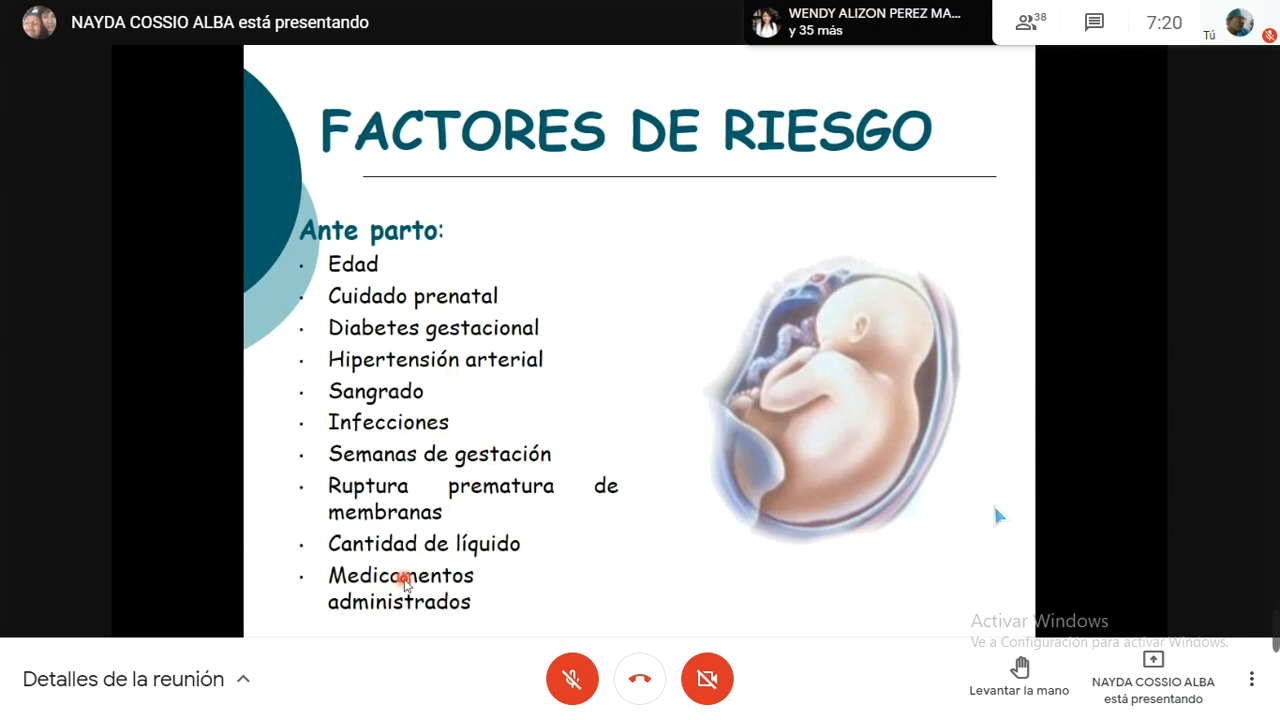 NAYDA COSSIO ALBA está presentando
WENDY ALIZON PEREZ MA...
y 35 más
38
7:20
Tú
FACTORES DE RIESGO
Ante parto:
• Edad
• Cuidado prenatal
• Diabetes gestacional
• Hipertensión arterial
• Sangrado
• Infecciones
• Semanas de gestación
• Ruptura prematura de
membranas
• Cantidad de líquido
• Medicamentos
administrados
Activar Windows
Ve a Configuración para activar Windows.
Detalles de la reunión
Levantar la mano
NAYDA COSSIO ALBA
está presentando